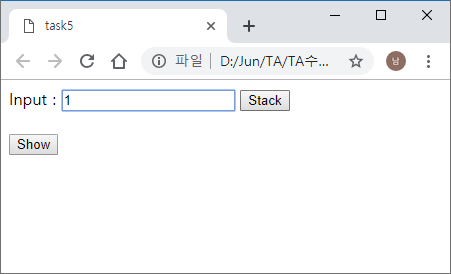 task5
파일 D:/Jun/TA/TA수... 남
Input : 1 Stack
Show